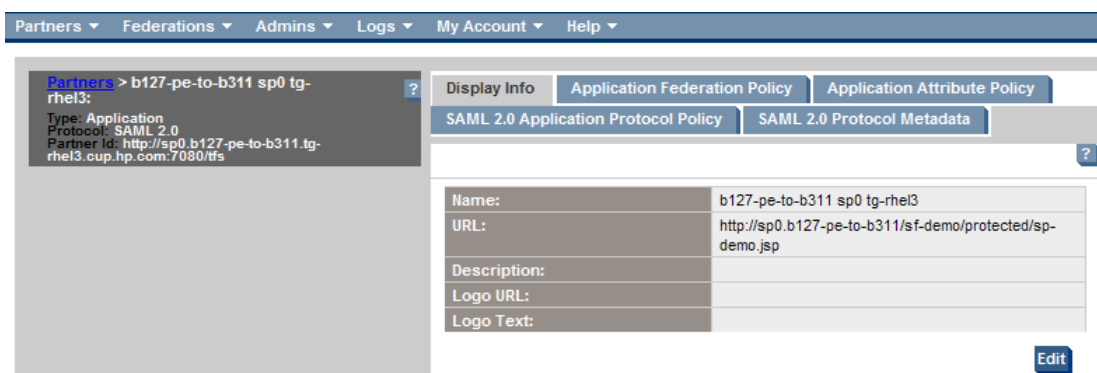 Partners Federations Admins Logs My Account Help
Partners > b127-pe-to-b311 sp0 tg-
rhel3:
?
Type: Application
Protocol: SAML 2.0
Partner Id: http://sp0.b127-pe-to-b311.tg-
rhel3.cup.hp.com:7080/tfs
Display Info Application Federation Policy Application Attribute Policy
SAML 2.0 Application Protocol Policy SAML 2.0 Protocol Metadata
?
Name: b127-pe-to-b311 sp0 tg-rhel3
URL: http://sp0.b127-pe-to-b311/sf-demo/protected/sp-
demo.jsp
Description:
Logo URL:
Logo Text:
Edit